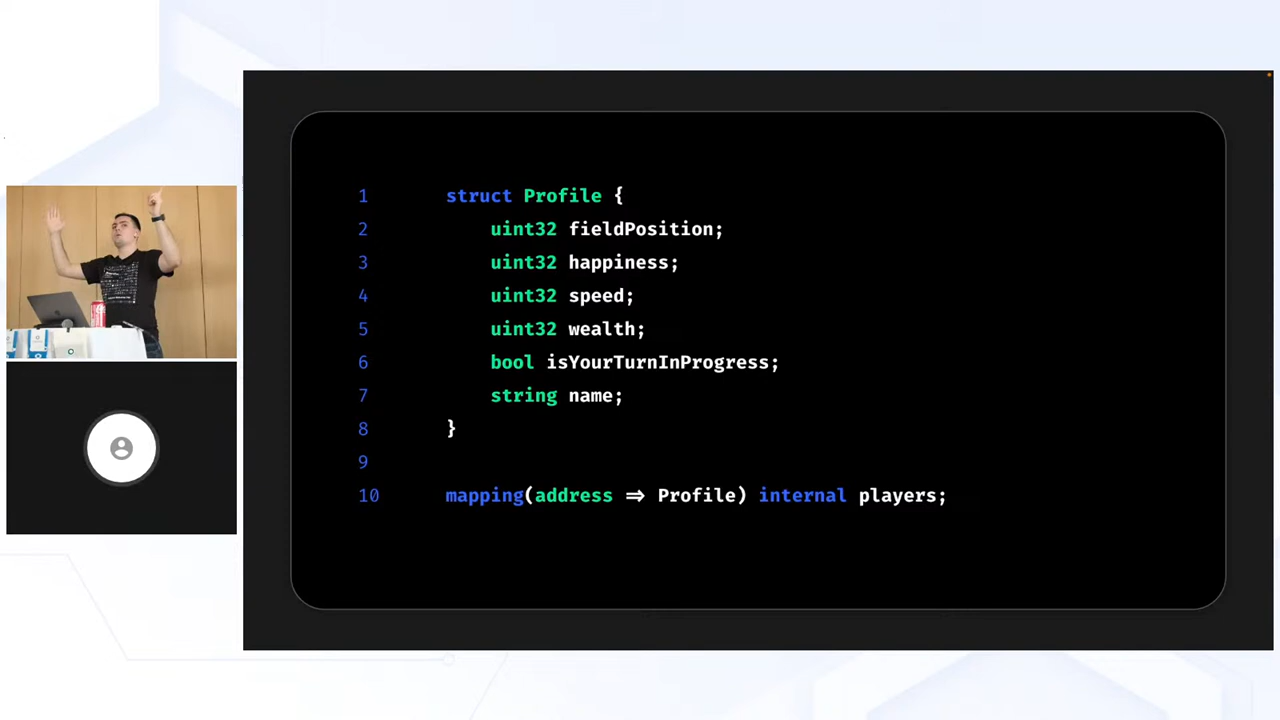 1 struct Profile {
2 uint32 fieldPosition;
3 uint32 happiness;
4 uint32 speed;
5 uint32 wealth;
6 bool isYourTurnInProgress;
7 string name;
8 }
9
10 mapping(address => Profile) internal players;